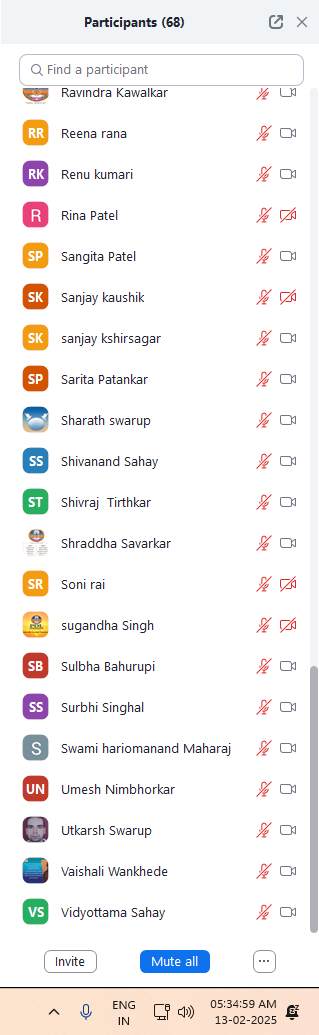 Participants (68)
Find a participant
Ravindra Kawalkar
RR Reena rana
RK Renu kumari
R Rina Patel
SP Sangita Patel
SK Sanjay kaushik
SK sanjay kshirsagar
SP Sarita Patankar
Sharath swarup
SS Shivanand Sahay
ST Shivraj  Tirthkar
Shraddha Savarkar
SR Soni rai
sugandha Singh
SB Sulbha Bahurupi
SS Surbhi Singhal
S Swami hariomanand Maharaj
UN Umesh Nimbhorkar
Utkarsh Swarup
Vaishali Wankhede
VS Vidyottama Sahay
Invite Mute all ...
ENG 05:34:59 AM
IN 13-02-2025